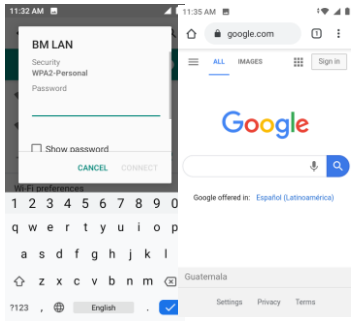 11:32 AM
BM LAN
Security
WPA2-Personal
Password
Show password
CANCEL CONNECT
Wi-Fi preferences
1 2 3 4 5 6 7 8 9 0
q w e r t y u i o p
a s d f g h j k l
z x c v b n m
?123 , English .
11:35 AM
google.com 1
ALL IMAGES Sign in
Google
Google offered in: Español (Latinoamérica)
Guatemala
Settings Privacy Terms